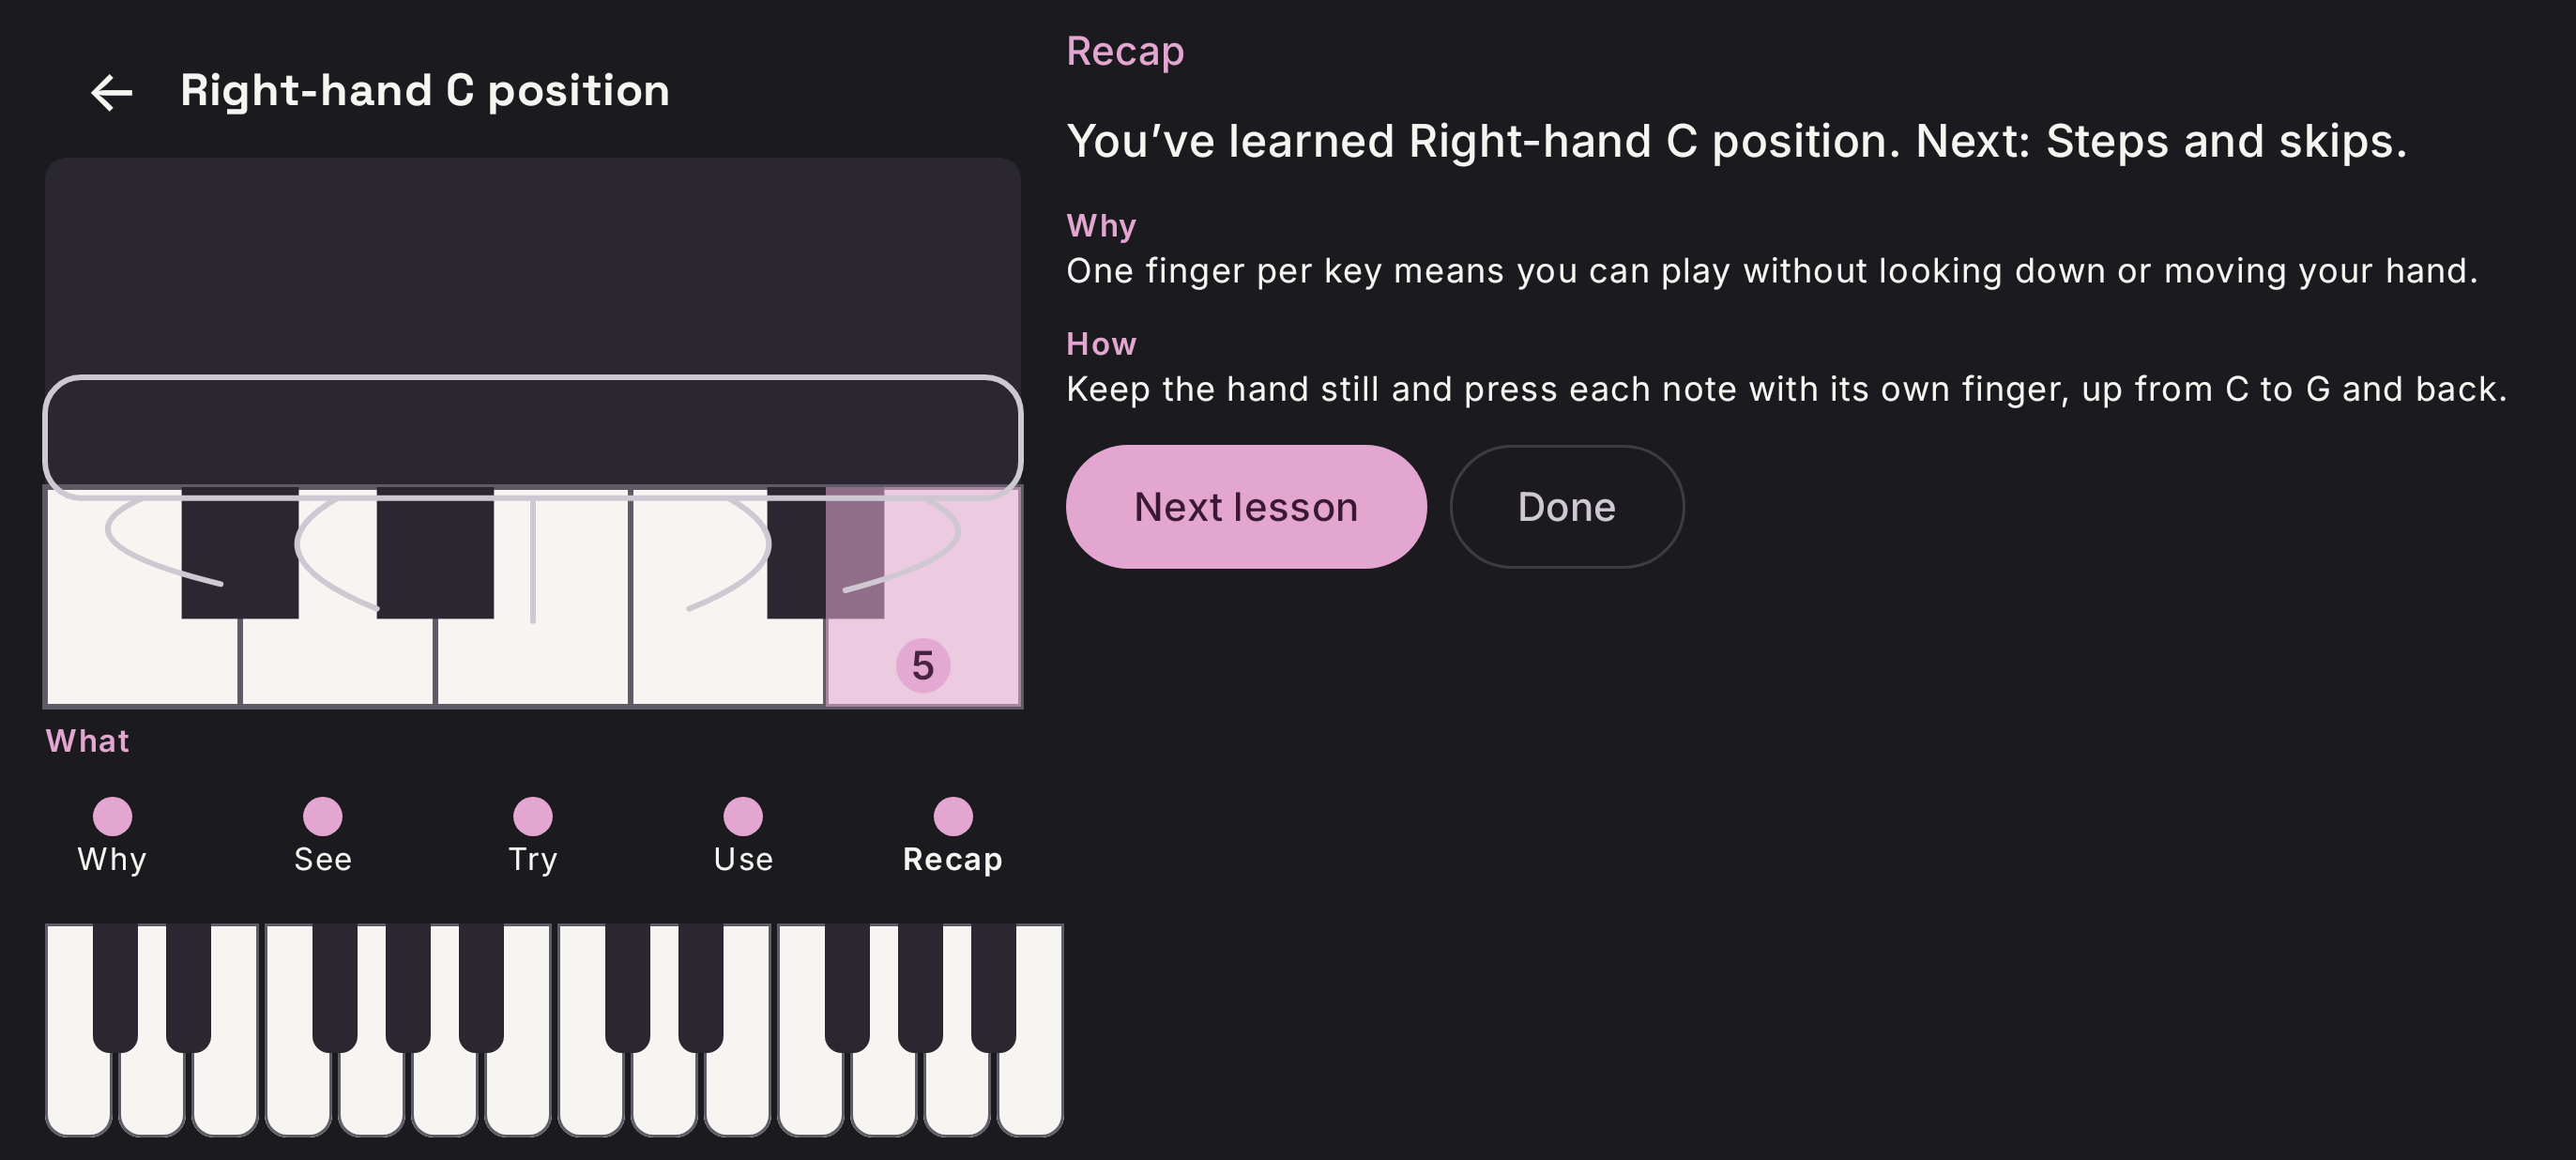 Right-hand C position
5
What
Why
See
Try
Use
Recap
Recap
You’ve learned Right-hand C position. Next: Steps and skips.
Why
One finger per key means you can play without looking down or moving your hand.
How
Keep the hand still and press each note with its own finger, up from C to G and back.
Next lesson
Done